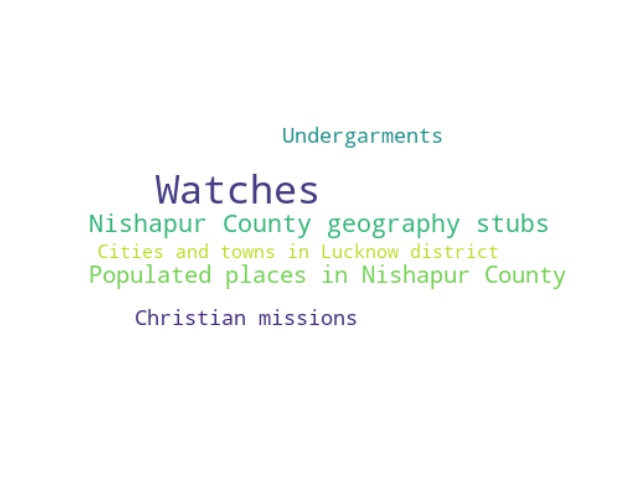 Undergarments
Watches
Nishapur County geography stubs
Cities and towns in Lucknow district
Populated places in Nishapur County
Christian missions